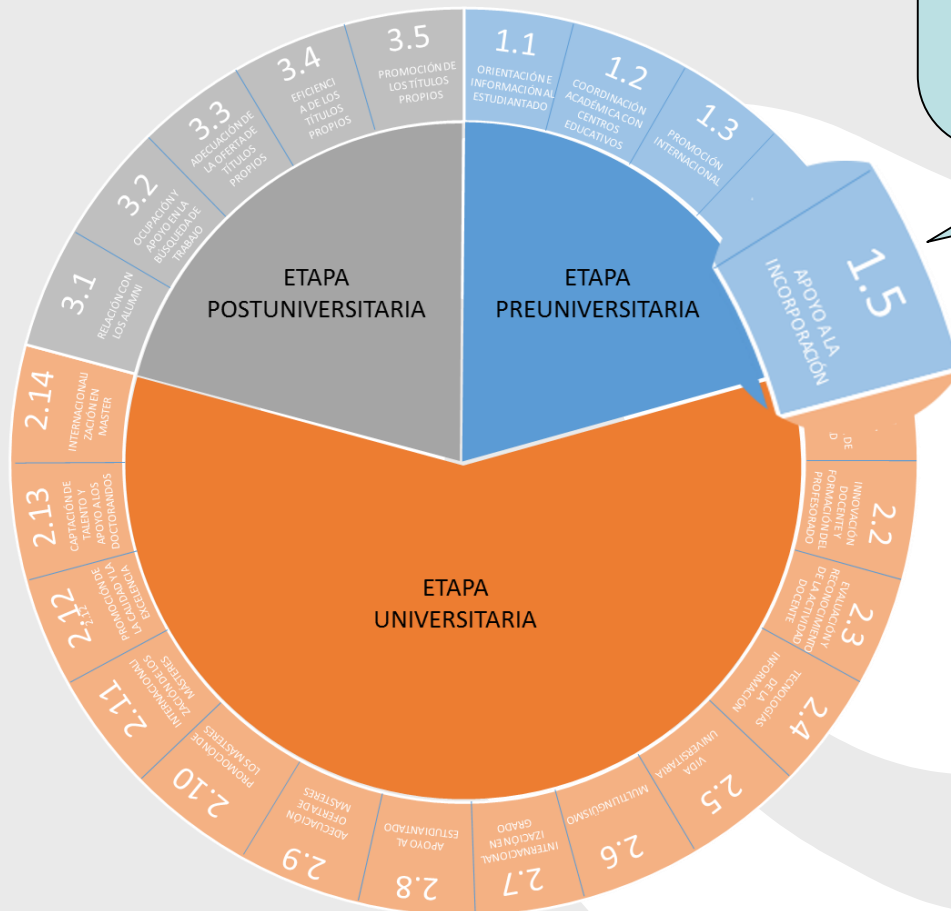 1.1
ORIENTACIÓN E
INFORMACIÓN AL
ESTUDIANTADO
1.2
COORDINACIÓN
ACADÉMICA CON
CENTROS
EDUCATIVOS
1.3
PROMOCIÓN
INTERNACIONAL
1.5
APOYO A LA
INCORPORACIÓN
DE
D
2.2
INNOVACIÓN
DOCENTE Y
FORMACIÓN DEL
PROFESORADO
2.3
EVALUACIÓN Y
RECONOCIMIENTO
DE LA ACTIVIDAD
DOCENTE
2.4
TECNOLOGÍAS
DE LA
INFORMACIÓN
2.5
VIDA
UNIVERSITARIA
2.6
MULTILINGÜISMO
2.7
INTERNACIONAL
IZACIÓN EN
GRADO
2.8
APOYO AL
ESTUDIANTADO
2.9
ADECUACIÓN
OFERTA DE
MÁSTERES
2.10
PROMOCIÓN DE
LOS MÁSTERES
2.11
INTERNACIONALI
ZACIÓN DE LOS
MÁSTERES
2.12
2.12
PROMOCIÓN DE
LA CALIDAD Y LA
EXCELENCIA
2.13
CAPTACIÓN DE
TALENTO Y
APOYO A LOS
DOCTORANDOS
2.14
INTERNACIONALI
ZACIÓN EN
MASTER
3.1
RELACIÓN CON
LOS ALUMNI
3.2
OCUPACIÓN Y
APOYO EN LA
BÚSQUEDA DE
TRABAJO
3.3
ADECUACIÓN DE
LA OFERTA DE
TÍTULOS
PROPIOS
3.4
EFICIENCI
A DE LOS
TÍTULOS
PROPIOS
3.5
PROMOCIÓN DE
LOS TÍTULOS
PROPIOS
ETAPA
POSTUNIVERSITARIA
ETAPA
PREUNIVERSITARIA
ETAPA
UNIVERSITARIA